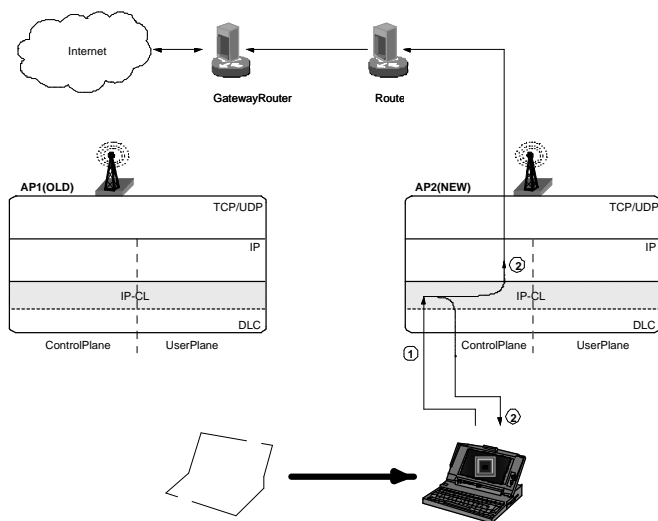 Internet
GatewayRouter
Route
AP1(OLD)
TCP/UDP
IP
IP-CL
DLC
ControlPlane
UserPlane
AP2(NEW)
TCP/UDP
IP
2
IP-CL
DLC
ControlPlane
UserPlane
1
2